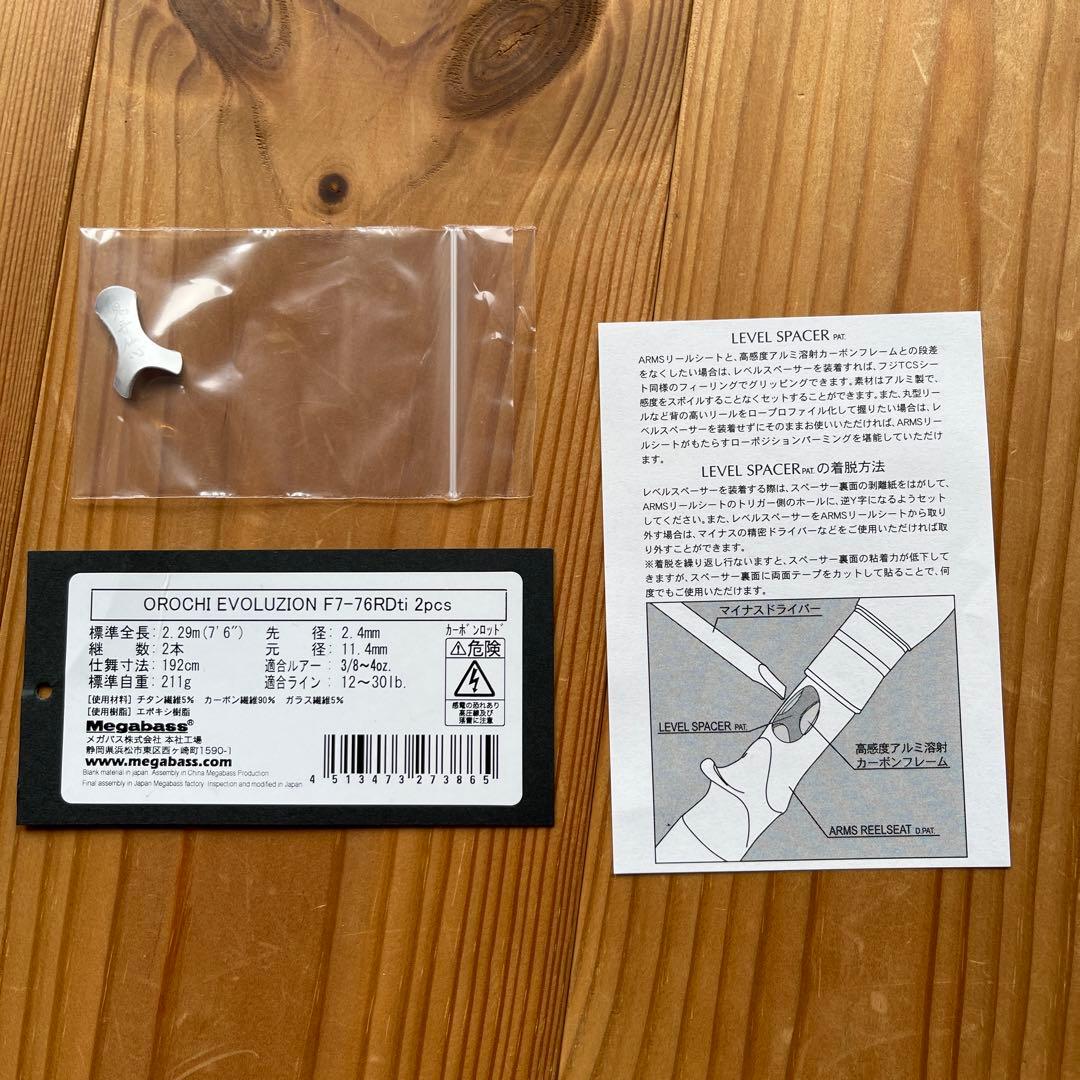 OROCHI EVOLUZION F7-76RDti 2pcs
標準全長:2.29m(7'6") 先 径:2.4mm
継 数:2本 元 径:11.4mm
仕舞寸法:192cm 適合ルアー:3/8〜4oz.
標準自重:211g 適合ライン:12〜30lb.
[使用材料] チタン繊維5% カーボン繊維90% ガラス繊維5%
[使用樹脂] エポキシ樹脂
Megabass®
メガバス株式会社 本社工場
静岡県浜松市東区西ヶ崎町1590-1
www.megabass.com
Blank material in japan. Assembly in China Megabass Production
Final assembly in Japan Megabass factory. Inspection and modified in Japan
カーボンロッド
⚠危険
感電の恐れあり
高圧線及び
落雷に注意
4 513473 273865
LEVEL SPACER PAT.
ARMSリールシートと、高感度アルミ溶射カーボンフレームとの段差
をなくしたい場合は、レベルスペーサーを装着すれば、フジTCSシー
ト同様のフィーリングでグリッピングできます。素材はアルミ製で、
感度をスポイルすることなくセットすることができます。また、丸型リー
ルなど背の高いリールをロープロファイル化して握りたい場合は、レ
ベルスペーサーを装着せずにそのままお使いいただければ、ARMSリー
ルシートがもたらすローポジションパーミングを堪能していただけ
ます。
LEVEL SPACER PAT. の着脱方法
レベルスペーサーを装着する際は、スペーサー裏面の剥離紙をはがして、
ARMSリールシートのトリガー側のホールに、逆Y字になるようセット
してください。また、レベルスペーサーをARMSリールシートから取り
外す場合は、マイナスの精密ドライバーなどをご使用いただければ取
り外すことができます。
※着脱を繰り返し行ないますと、スペーサー裏面の粘着力が低下して
きますが、スペーサー裏面に両面テープをカットして貼ることで、何
度でもご使用いただけます。
マイナスドライバー
LEVEL SPACER PAT.
高感度アルミ溶射
カーボンフレーム
ARMS REELSEAT D.PAT.